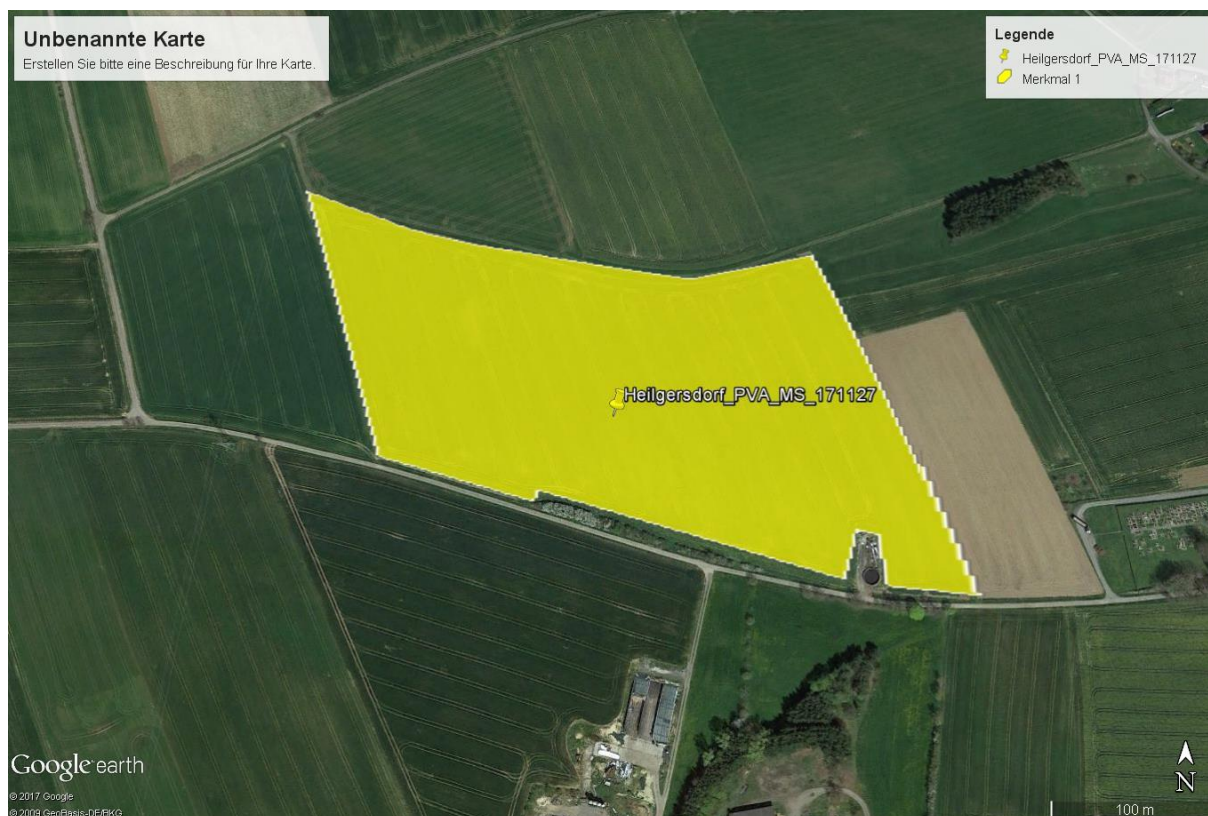 Unbenannte Karte
Erstellen Sie bitte eine Beschreibung für Ihre Karte.
Legende
Heilgersdorf_PVA_MS_171127
Merkmal 1
Heilgersdorf_PVA_MS_171127
Google earth
© 2017 Google
© 2009 GeoBasis-DE/BKG
N
100 m